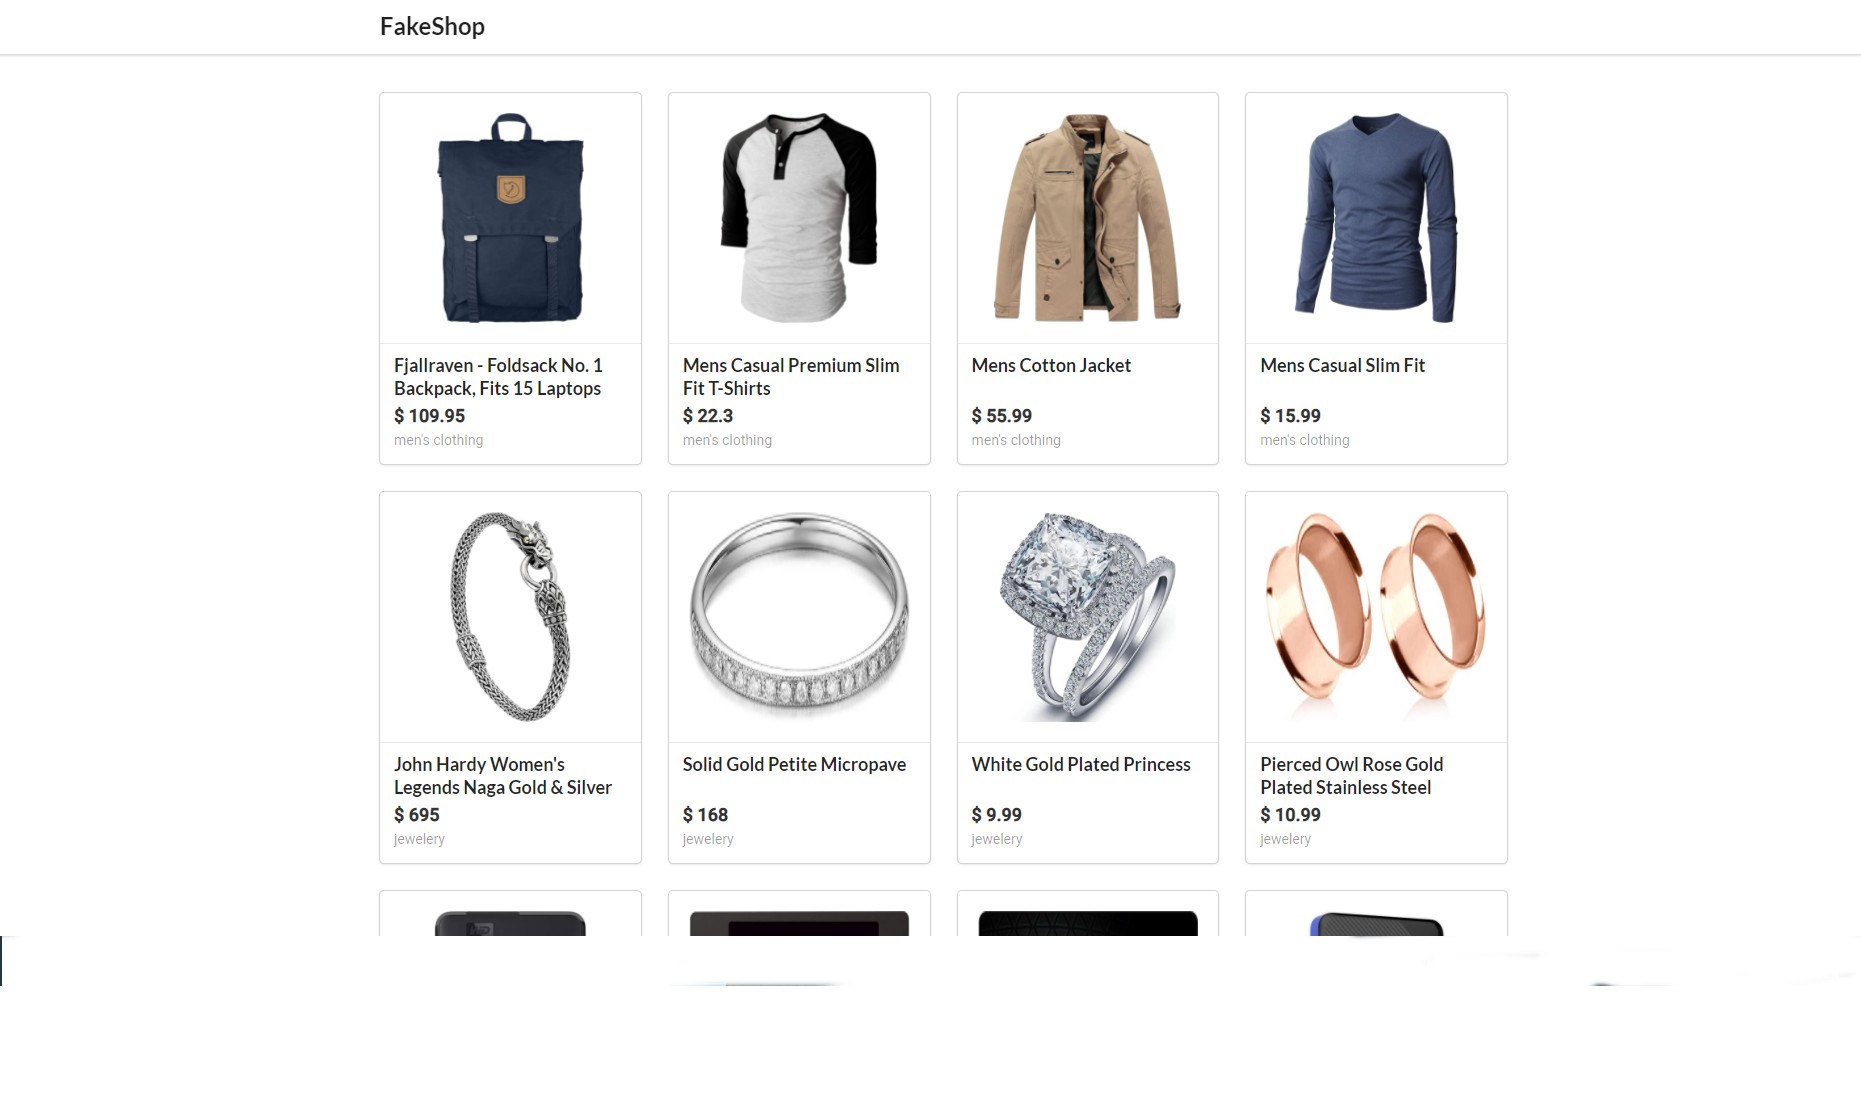 FakeShop
Fjallraven - Foldsack No. 1
Backpack, Fits 15 Laptops
$ 109.95
men's clothing
Mens Casual Premium Slim
Fit T-Shirts
$ 22.3
men's clothing
Mens Cotton Jacket
$ 55.99
men's clothing
Mens Casual Slim Fit
$ 15.99
men's clothing
John Hardy Women's
Legends Naga Gold & Silver
$ 695
jewelery
Solid Gold Petite Micropave
$ 168
jewelery
White Gold Plated Princess
$ 9.99
jewelery
Pierced Owl Rose Gold
Plated Stainless Steel
$ 10.99
jewelery